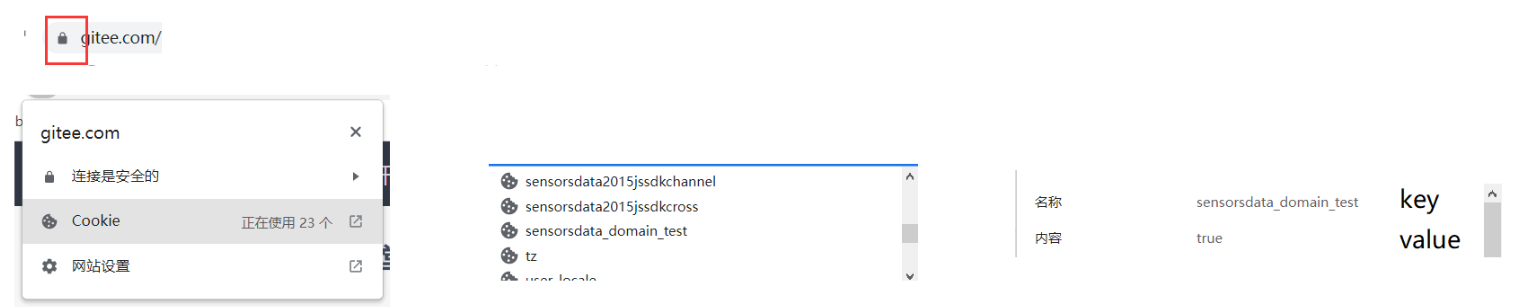 gitee.com/
gitee.com
连接是安全的
Cookie 正在使用 23 个
网站设置
sensorsdata2015jssdkchannel
sensorsdata2015jssdkcross
sensorsdata_domain_test
tz
user_locale
名称 sensorsdata_domain_test key
内容 true value